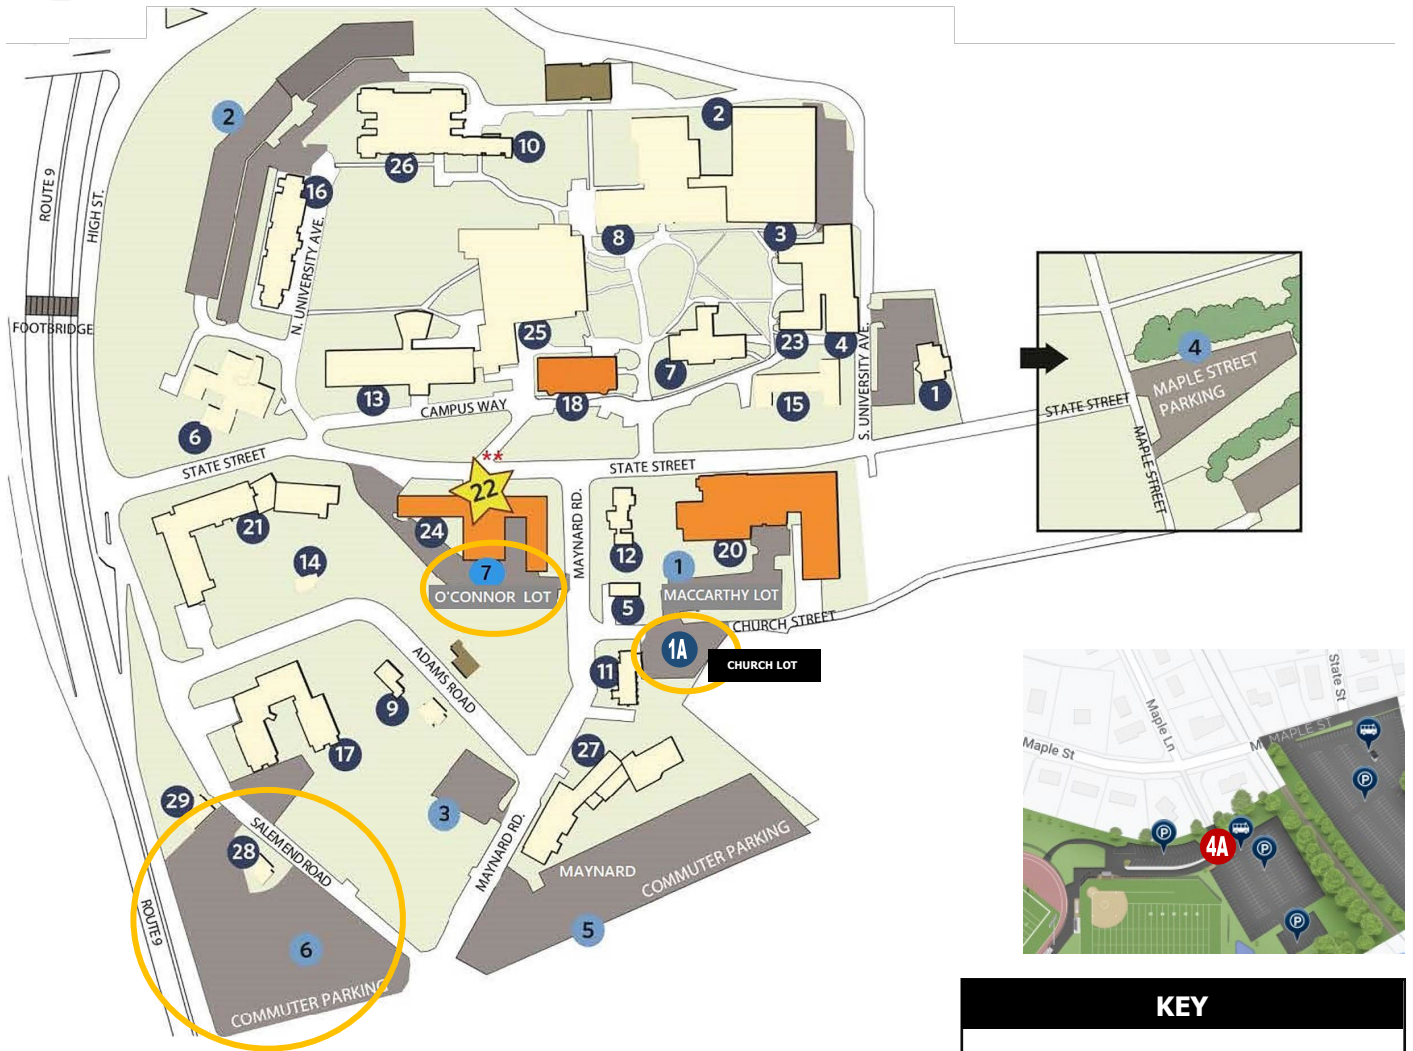 2
2
10
26
16
ROUTE 9
HIGH ST.
N. UNIVERSITY AVE.
8
3
FOOTBRIDGE
25
23
4
7
S. UNIVERSITY AVE.
1
4
MAPLE STREET
PARKING
13
CAMPUS WAY
18
15
STATE STREET
MAPLE STREET
6
STATE STREET
**
STATE STREET
22
21
24
MAYNARD RD.
12
20
14
7
1
O'CONNOR LOT
MACCARTHY LOT
5
CHURCH STREET
1A
CHURCH LOT
11
ADAMS ROAD
9
17
27
State St
Maple Ln
Maple St
M
MAPLE ST
P
P
4A
P
P
29
3
28
SALEM END ROAD
MAYNARD RD.
MAYNARD
COMMUTER PARKING
5
ROUTE 9
6
COMMUTER PARKING
KEY